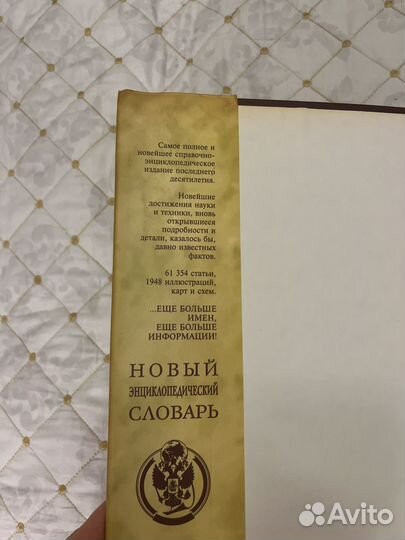 Самое полное и
новейшее справочно-
энциклопедическое
издание последнего
десятилетия.
Новейшие
достижения науки
и техники, вновь
открывшиеся
подробности и
детали, казалось бы,
давно известных
фактов.
61 354 статьи,
1948 иллюстраций,
карт и схем.
...ЕЩЕ БОЛЬШЕ
ИМЕН,
ЕЩЕ БОЛЬШЕ
ИНФОРМАЦИИ!
НОВЫЙ
ЭНЦИКЛОПЕДИЧЕСКИЙ
СЛОВАРЬ
Avito